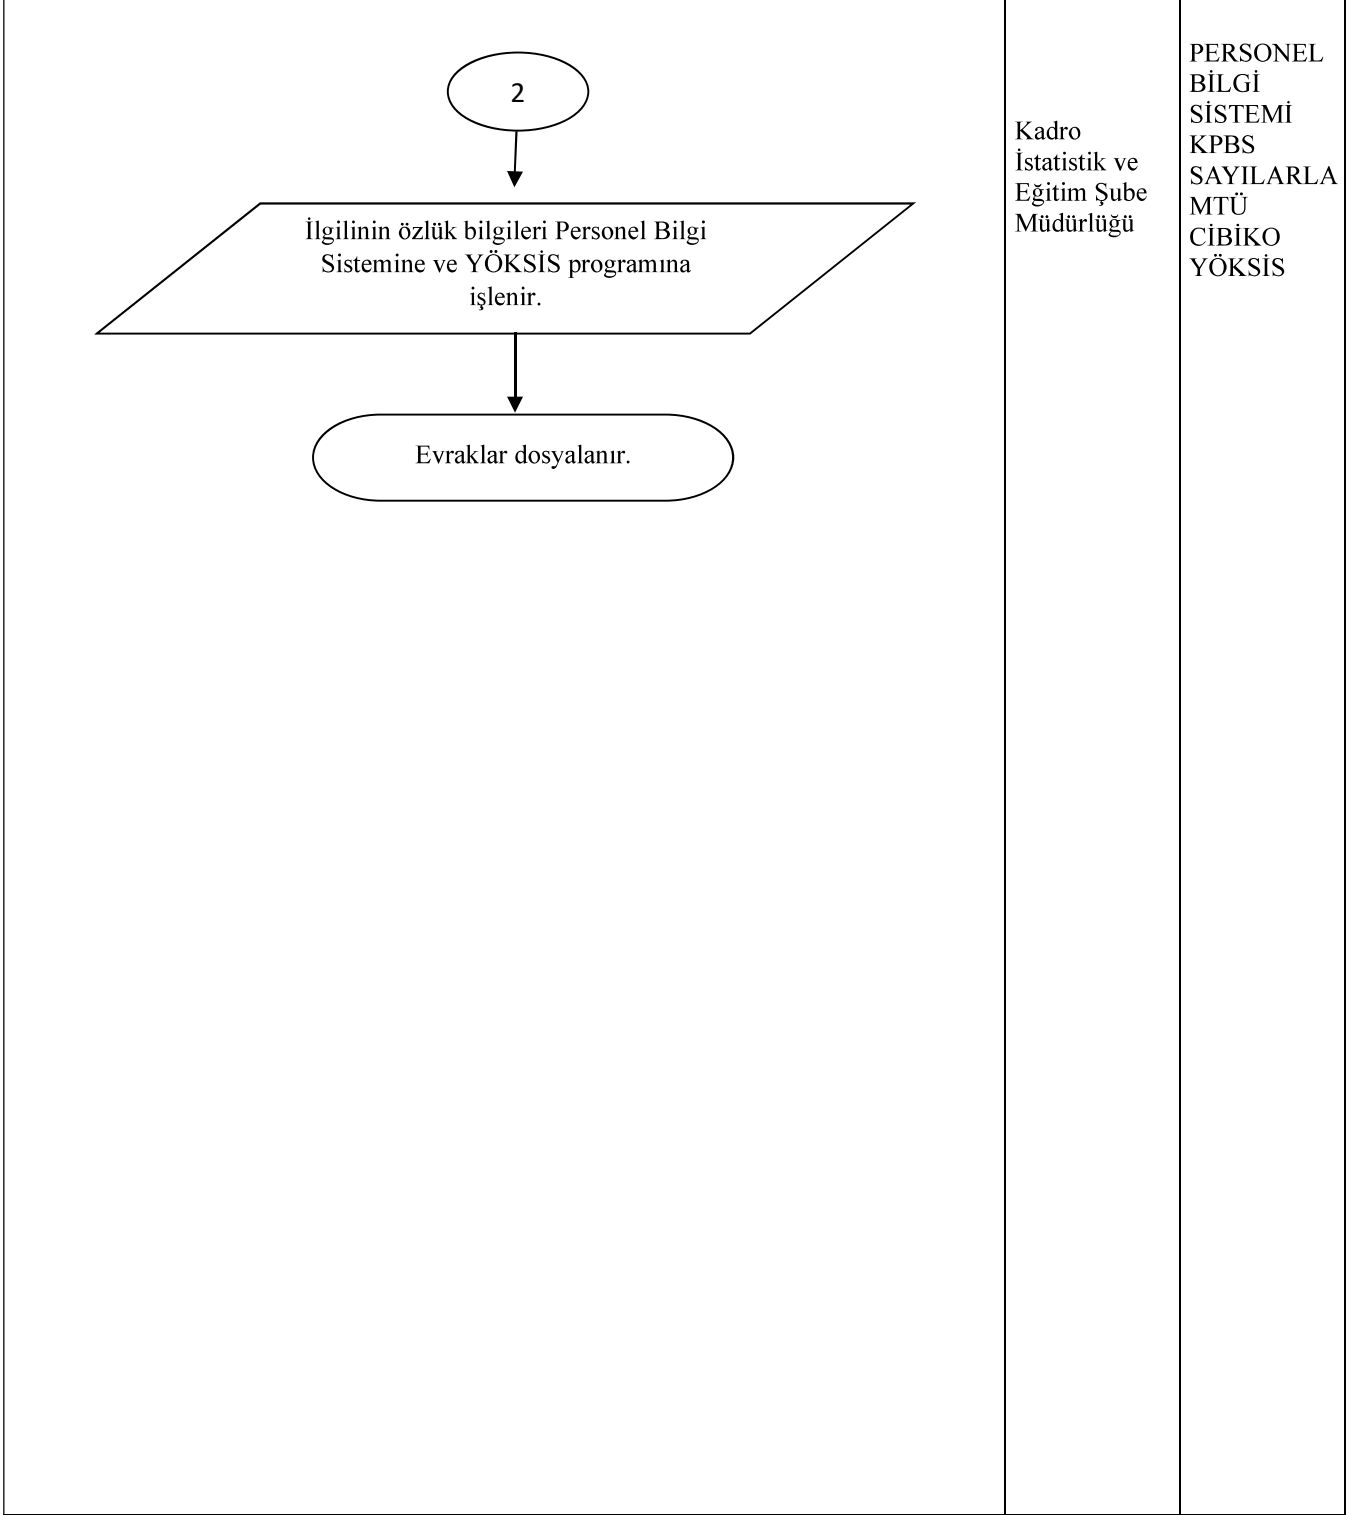 2
İlgilinin özlük bilgileri Personel Bilgi
Sistemine ve YÖKSİS programına
işlenir.
Evraklar dosyalanır.
Kadro
İstatistik ve
Eğitim Şube
Müdürlüğü
PERSONEL
BİLGİ
SİSTEMİ
KPBS
SAYILARLA
MTÜ
CİBİKO
YÖKSİS